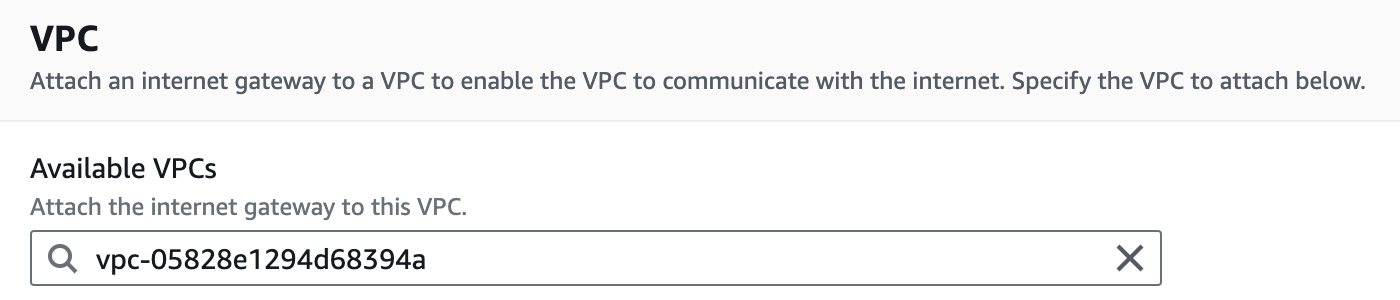 VPC
Attach an internet gateway to a VPC to enable the VPC to communicate with the internet. Specify the VPC to attach below.
Available VPCs
Attach the internet gateway to this VPC.
vpc-05828e1294d68394a